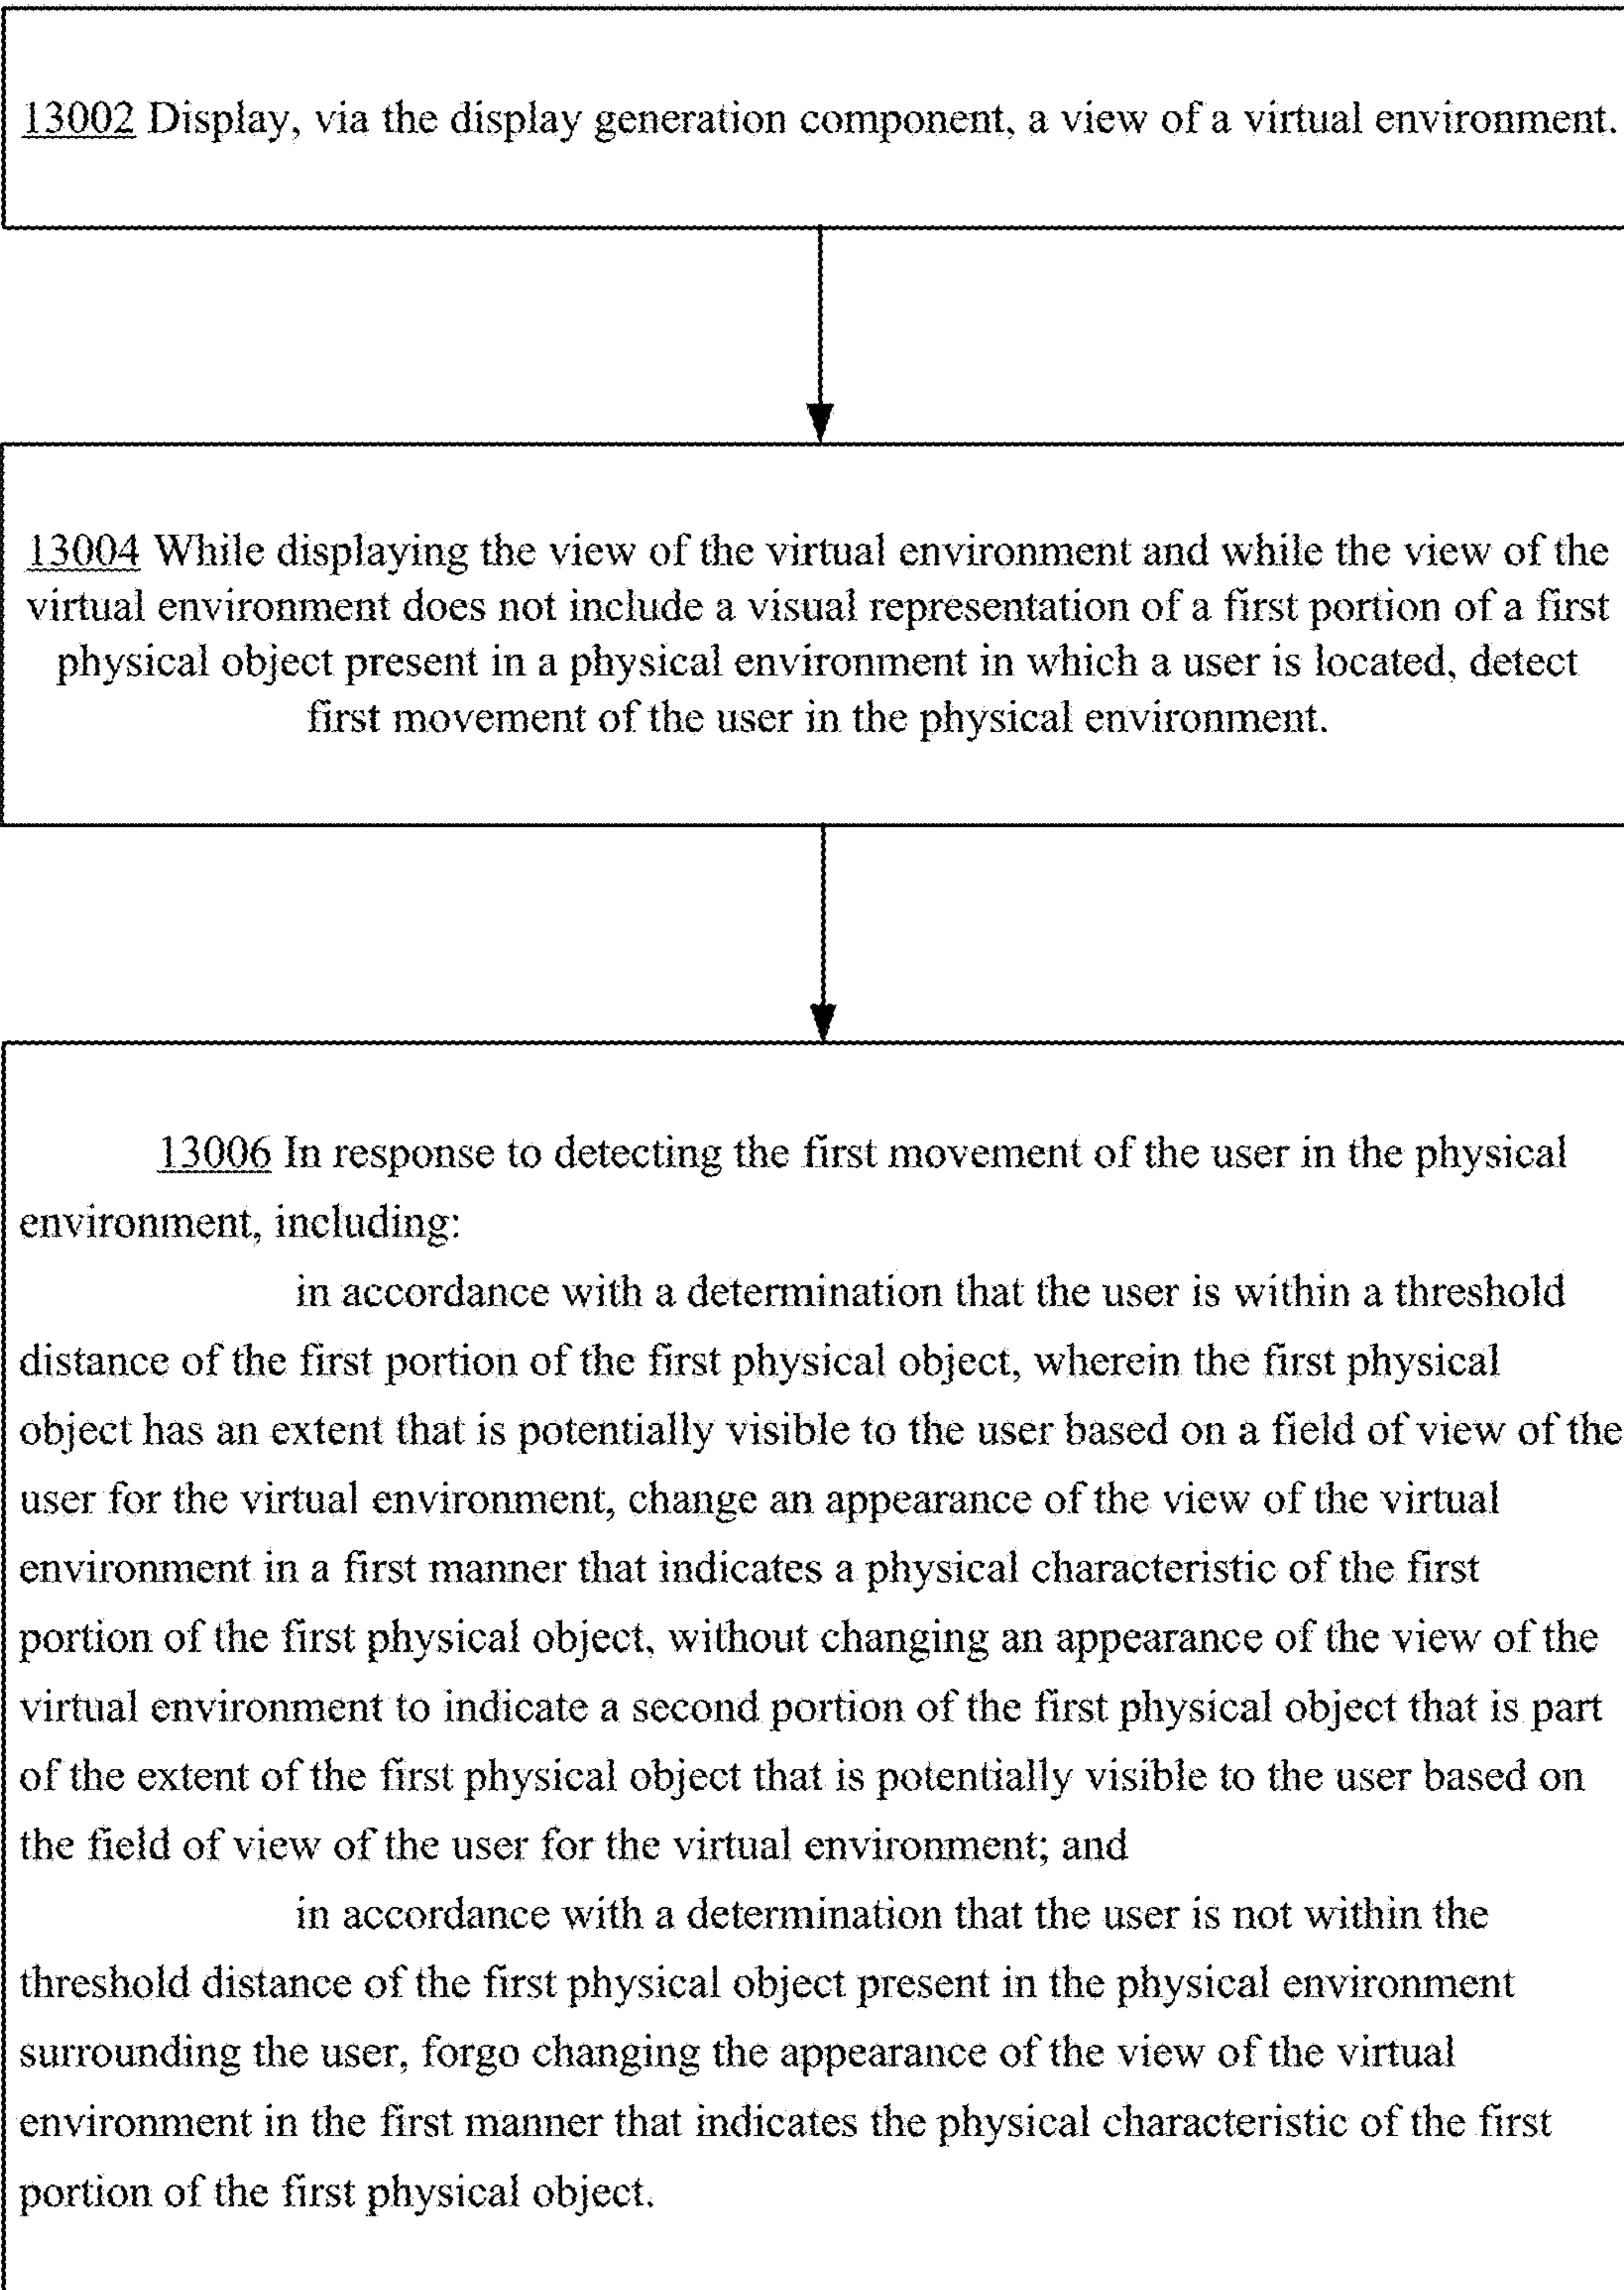 13002 Display, via the display generation component, a view of a virtual environment.
13004 While displaying the view of the virtual environment and while the view of the
virtual environment does not include a visual representation of a first portion of a first
physical object present in a physical environment in which a user is located, detect
first movement of the user in the physical environment.
13006 In response to detecting the first movement of the user in the physical
environment, including:
in accordance with a determination that the user is within a threshold
distance of the first portion of the first physical object, wherein the first physical
object has an extent that is potentially visible to the user based on a field of view of the
user for the virtual environment, change an appearance of the view of the virtual
environment in a first manner that indicates a physical characteristic of the first
portion of the first physical object, without changing an appearance of the view of the
virtual environment to indicate a second portion of the first physical object that is part
of the extent of the first physical object that is potentially visible to the user based on
the field of view of the user for the virtual environment; and
in accordance with a determination that the user is not within the
threshold distance of the first physical object present in the physical environment
surrounding the user, forgo changing the appearance of the view of the virtual
environment in the first manner that indicates the physical characteristic of the first
portion of the first physical object.